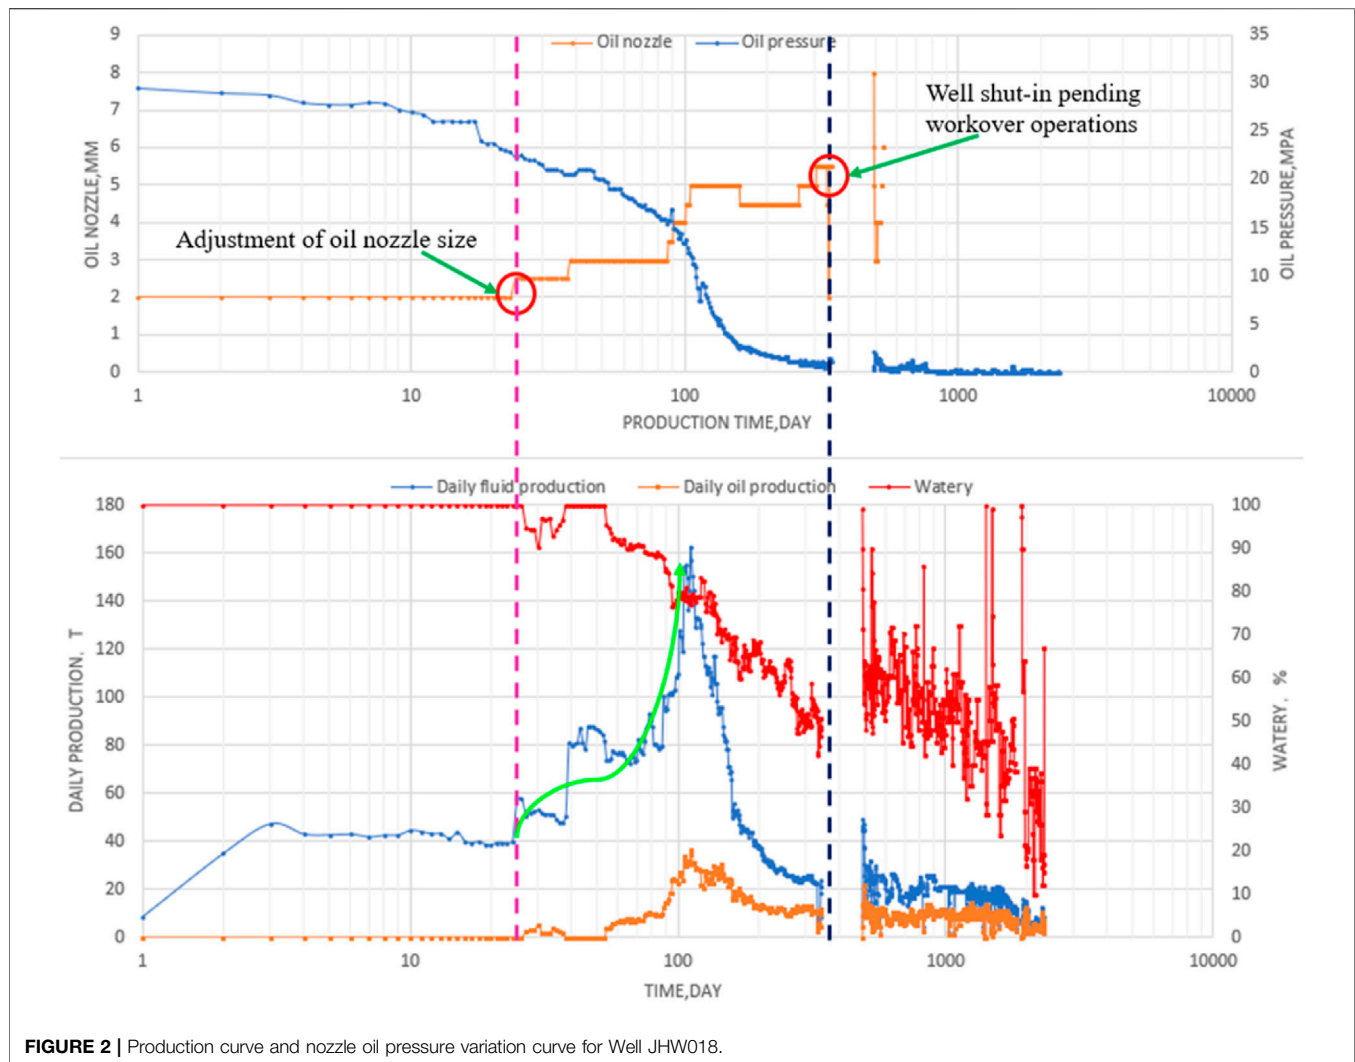 Oil nozzle Oil pressure
9 8 7 6 5 4 3 2 1 0
OIL NOZZLE,MM
35 30 25 20 15 10 5 0
OIL PRESSURE,MPA
Well shut-in pending
workover operations
Adjustment of oil nozzle size
1 10 100 1000 10000
PRODUCTION TIME,DAY
Daily fluid production Daily oil production Watery
180 160 140 120 100 80 60 40 20 0
DAILY PRODUCTION, T
100 90 80 70 60 50 40 30 20 10 0
WATERY, %
1 10 100 1000 10000
TIME,DAY
FIGURE 2 | Production curve and nozzle oil pressure variation curve for Well JHW018.